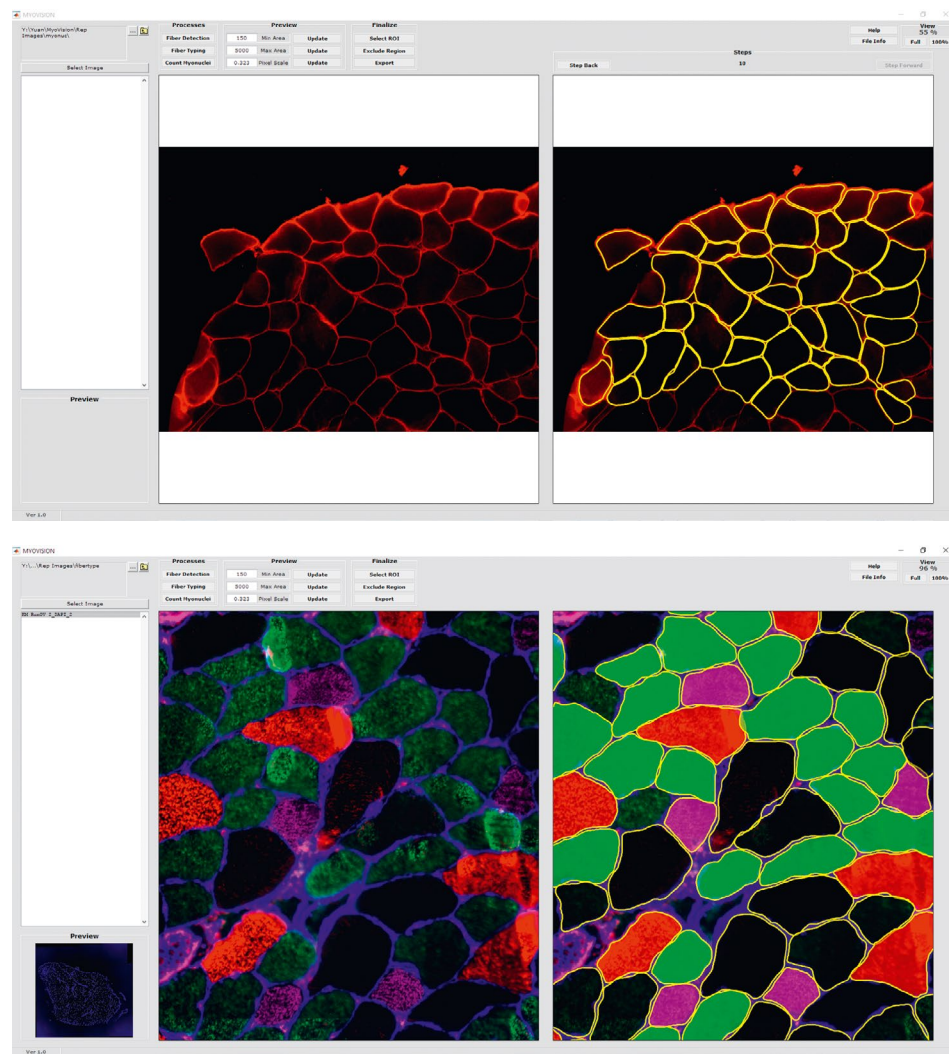 MYOVISION
Y:\Yuan\MyoVision\Rep
Images\myonui\
...
Select Image
Preview
Ver 1.0
Processes
Fiber Detection
Fiber Typing
Count Myonuclei
Preview
150 Min Area Update
5000 Max Area Update
0.323 Pixel Scale Update
Finalize
Select ROI
Exclude Region
Export
Help
File Info
View
55 %
Full 100%
Steps
Step Back 10 Step Forward
MYOVISION
Y:\...\Rep Images\fibertype
...
Select Image
Preview
Ver 1.0
Processes
Fiber Detection
Fiber Typing
Count Myonuclei
Preview
150 Min Area Update
5000 Max Area Update
0.323 Pixel Scale Update
Finalize
Select ROI
Exclude Region
Export
Help
File Info
View
96 %
Full 100%